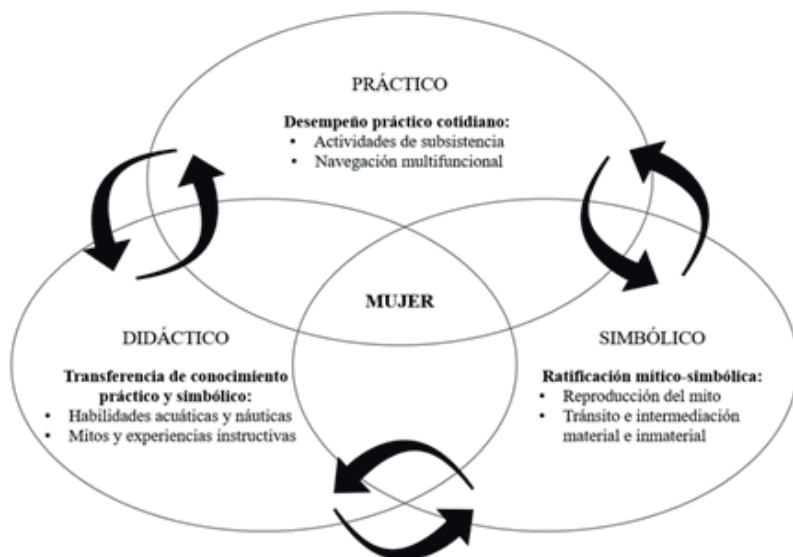 PRÁCTICO
Desempeño práctico cotidiano:
• Actividades de subsistencia
• Navegación multifuncional
MUJER
DIDÁCTICO
Transferencia de conocimiento
práctico y simbólico:
• Habilidades acuáticas y náuticas
• Mitos y experiencias instructivas
SIMBÓLICO
Ratificación mítico-simbólica:
• Reproducción del mito
• Tránsito e intermediación
material e inmaterial